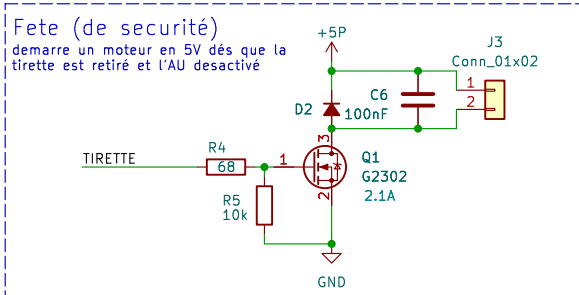 Fete (de securité)
demarre un moteur en 5V dés que la
tirette est retiré et l'AU desactivé
+5P
J3
Conn_01x02
1
2
D2
C6
100nF
TIRETTE
R4
68
1
3
2
Q1
G2302
2.1A
R5
10k
GND